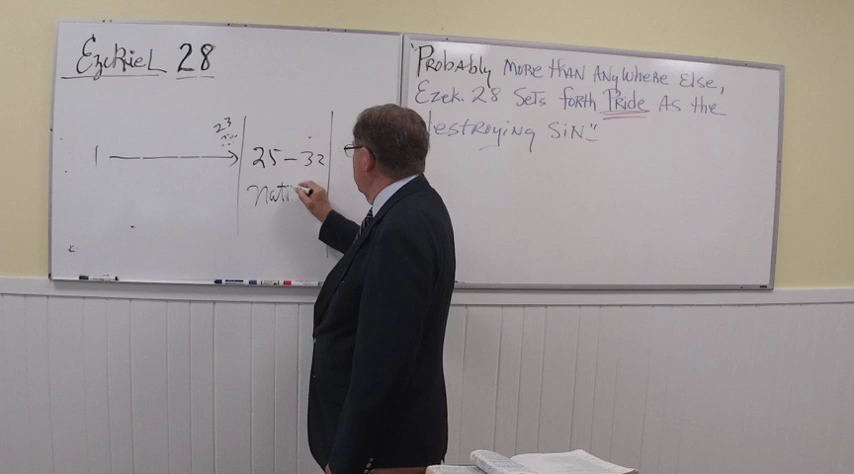 Ezekiel 28
23
1
25-32
nati
Probably more than anywhere else,
Ezek. 28 sets forth Pride as the
destroying sin"